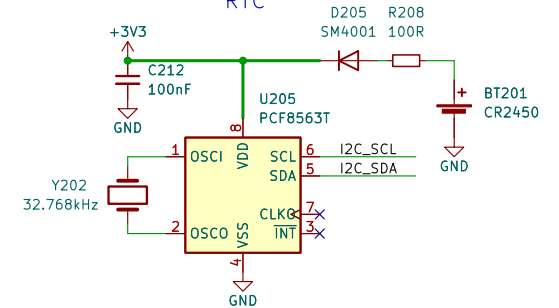 RTC
+3V3
D205
R208
SM4001
100R
C212
100nF
GND
BT201
CR2450
GND
U205
PCF8563T
8
VDD
1
OSCI
SCL
6
I2C_SCL
SDA
5
I2C_SDA
Y202
32.768kHz
CLKO
7
2
OSCO
INT
3
VSS
4
GND